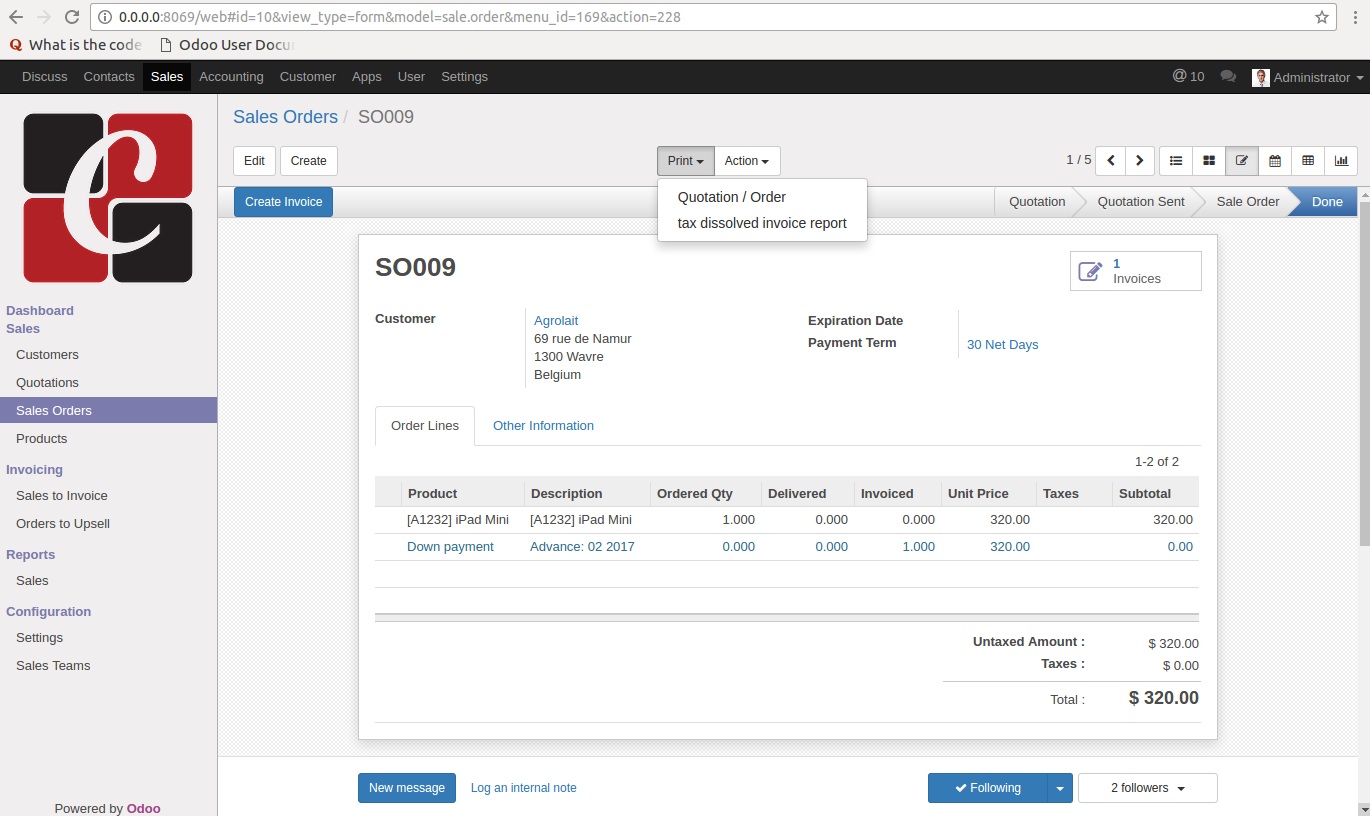 0.0.0.0:8069/web#id=10&view_type=form&model=sale.order&menu_id=169&action=228
Q What is the code Odoo User Docu
Discuss Contacts Sales Accounting Customer Apps User Settings @ 10 Administrator
C
Sales Orders / SO009
Edit Create Print Action 1 / 5
Quotation / Order
tax dissolved invoice report
Create Invoice Quotation Quotation Sent Sale Order Done
Dashboard
Sales
Customers
Quotations
Sales Orders
Products
Invoicing
Sales to Invoice
Orders to Upsell
Reports
Sales
Configuration
Settings
Sales Teams
Powered by Odoo
SO009
1
Invoices
Customer
Agrolait
69 rue de Namur
1300 Wavre
Belgium
Expiration Date
Payment Term 30 Net Days
Order Lines Other Information
1-2 of 2
Product Description Ordered Qty Delivered Invoiced Unit Price Taxes Subtotal
[A1232] iPad Mini [A1232] iPad Mini 1.000 0.000 0.000 320.00 320.00
Down payment Advance: 02 2017 0.000 0.000 1.000 320.00 0.00
Untaxed Amount : $ 320.00
Taxes : $ 0.00
Total : $ 320.00
New message Log an internal note Following 2 followers